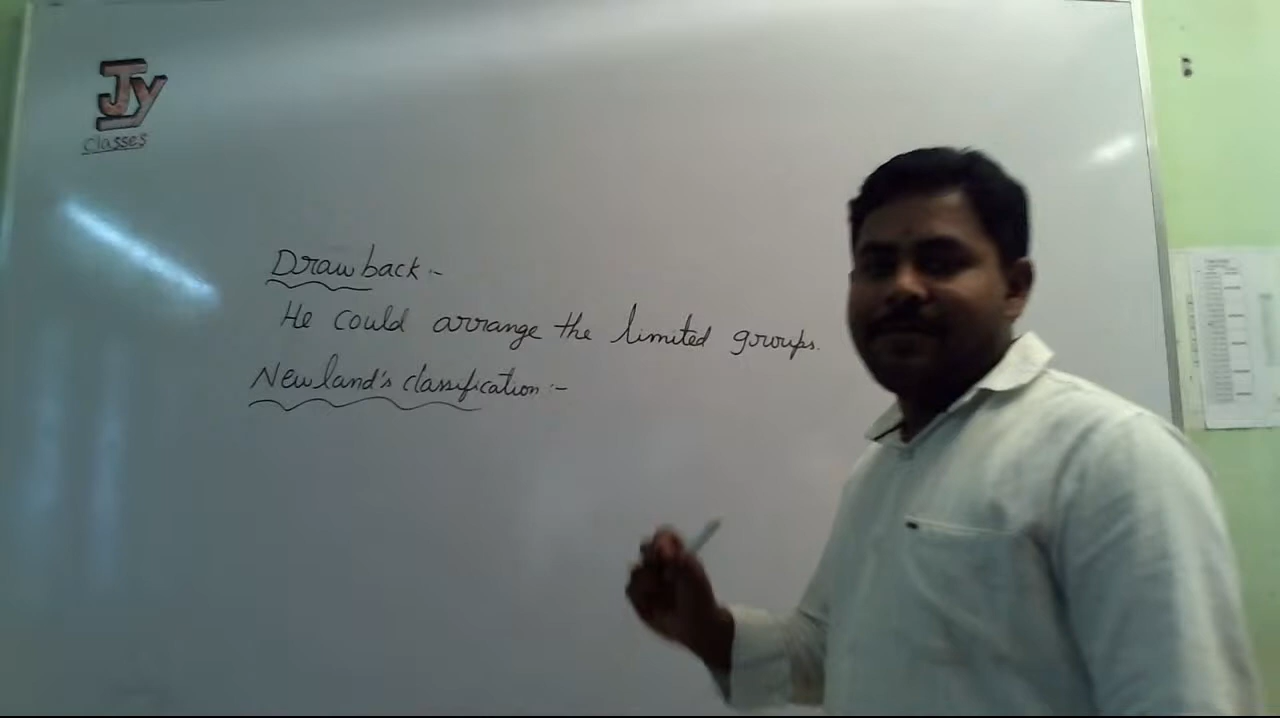 Jy
classes
Drawback :-
He could arrange the limited groups.
Newland's classification :-